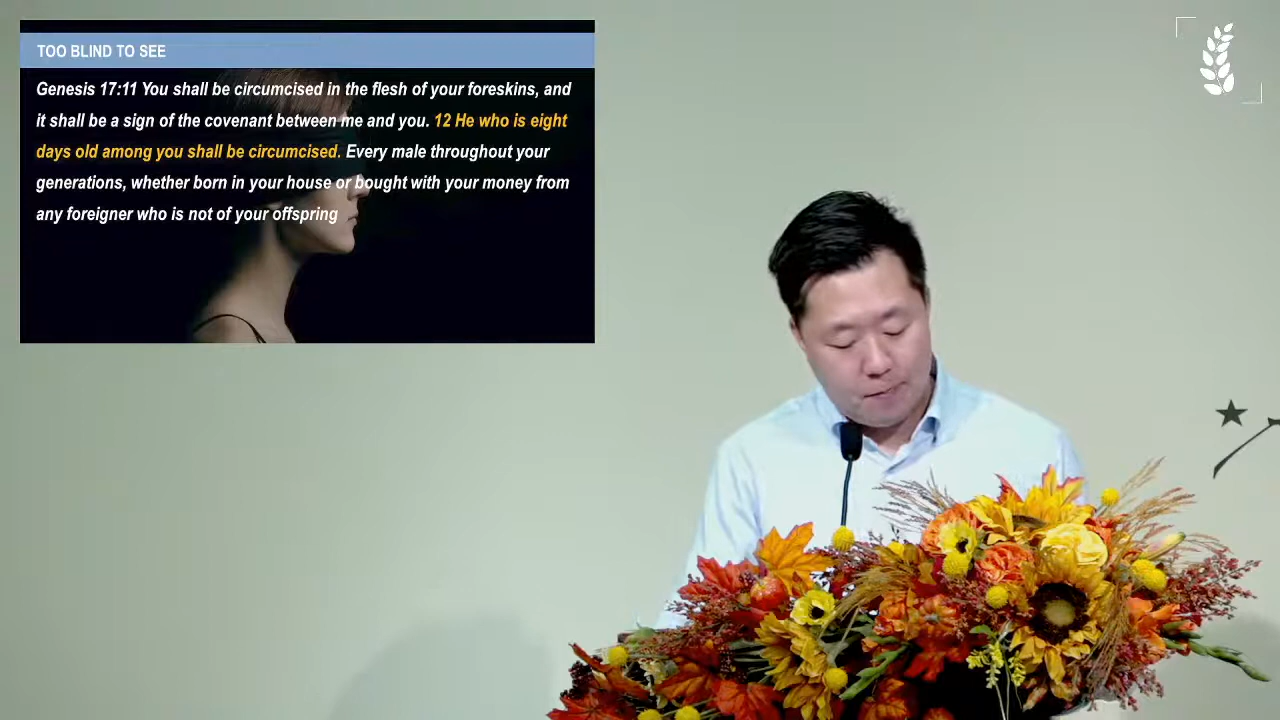 TOO BLIND TO SEE
Genesis 17:11 You shall be circumcised in the flesh of your foreskins, and
it shall be a sign of the covenant between me and you. 12 He who is eight
days old among you shall be circumcised. Every male throughout your
generations, whether born in your house or bought with your money from
any foreigner who is not of your offspring